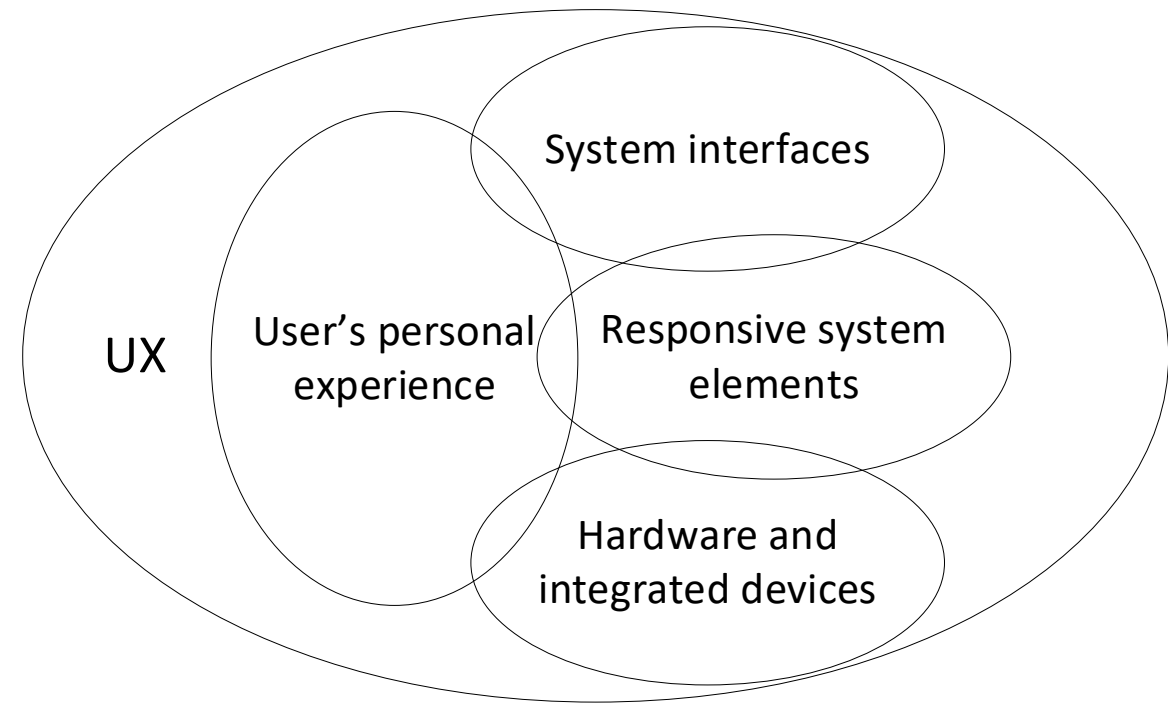 System interfaces
UX
User’s personal
experience
Responsive system
elements
Hardware and
integrated devices